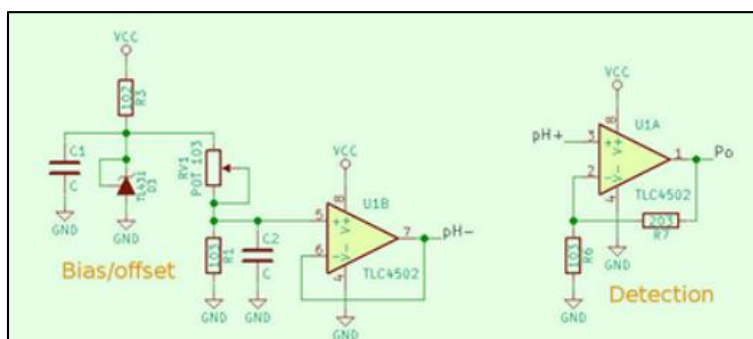 VCC
102
R3
C1
C
TL431
D3
GND
GND
RV1
POT 103
103
R1
GND
C2
C
GND
VCC
8
U1B
5
+
V+
7
pH-
6
-
V-
4
TLC4502
GND
Bias/offset
VCC
8
U1A
pH+
3
+
V+
1
Po
2
-
V-
4
TLC4502
203
R7
103
R6
GND
GND
Detection